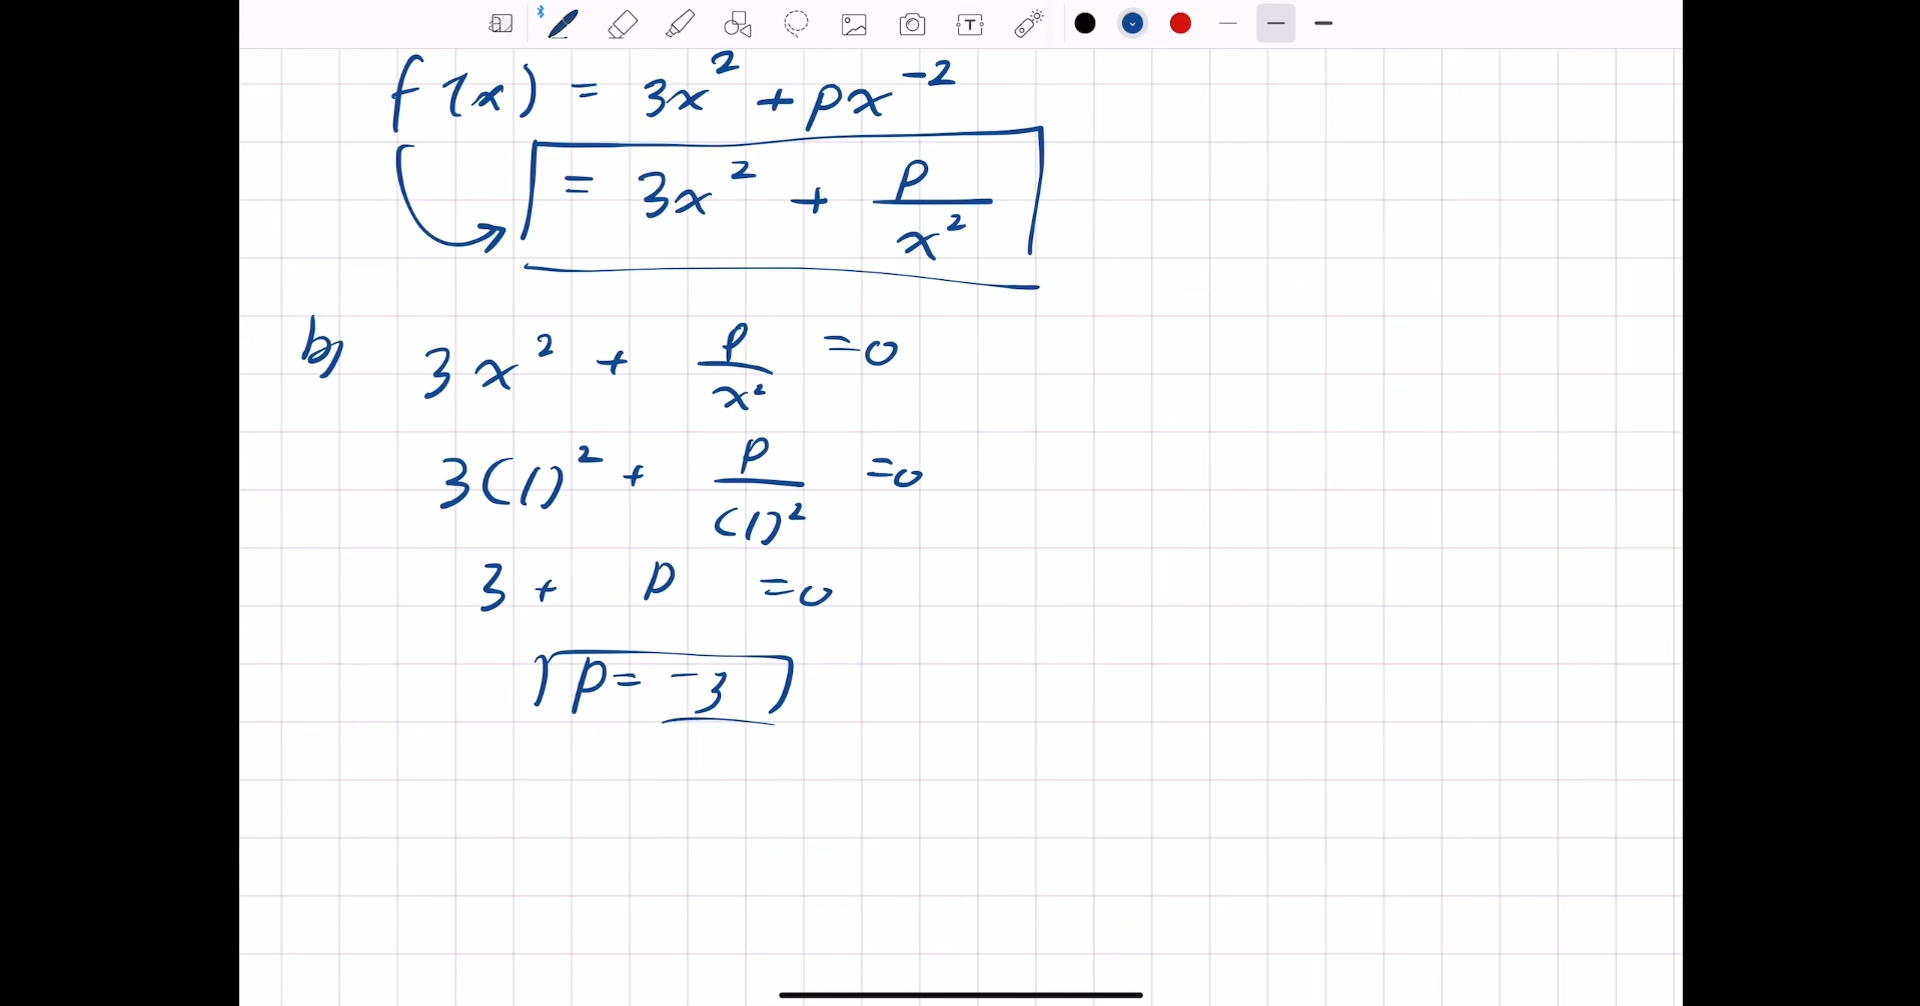 f'(x) = 3x² + px⁻²
= 3x² + p/x²
b) 3x² + p/x² = 0
3(1)² + p/(1)² = 0
3 + p = 0
p = -3